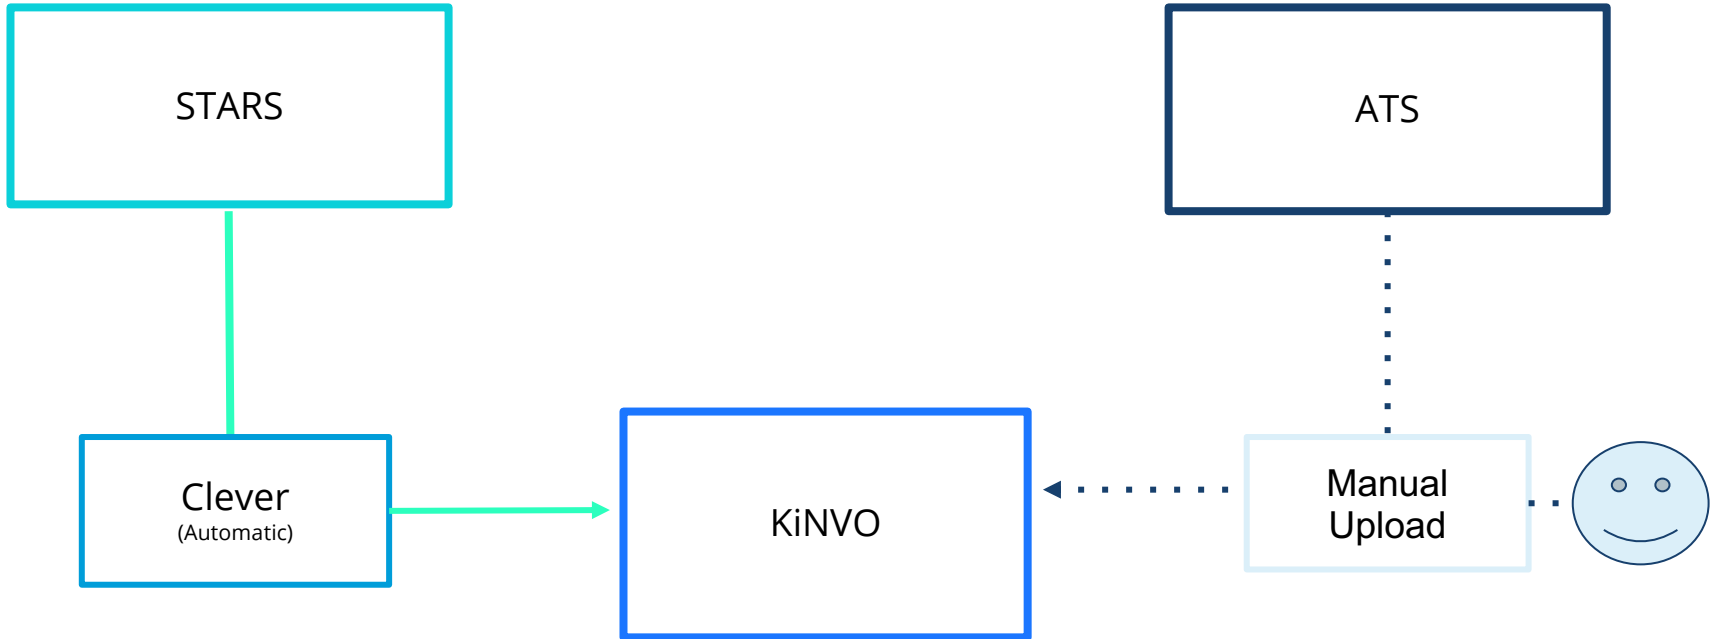 STARS
ATS
Clever
(Automatic)
KiNVO
Manual
Upload